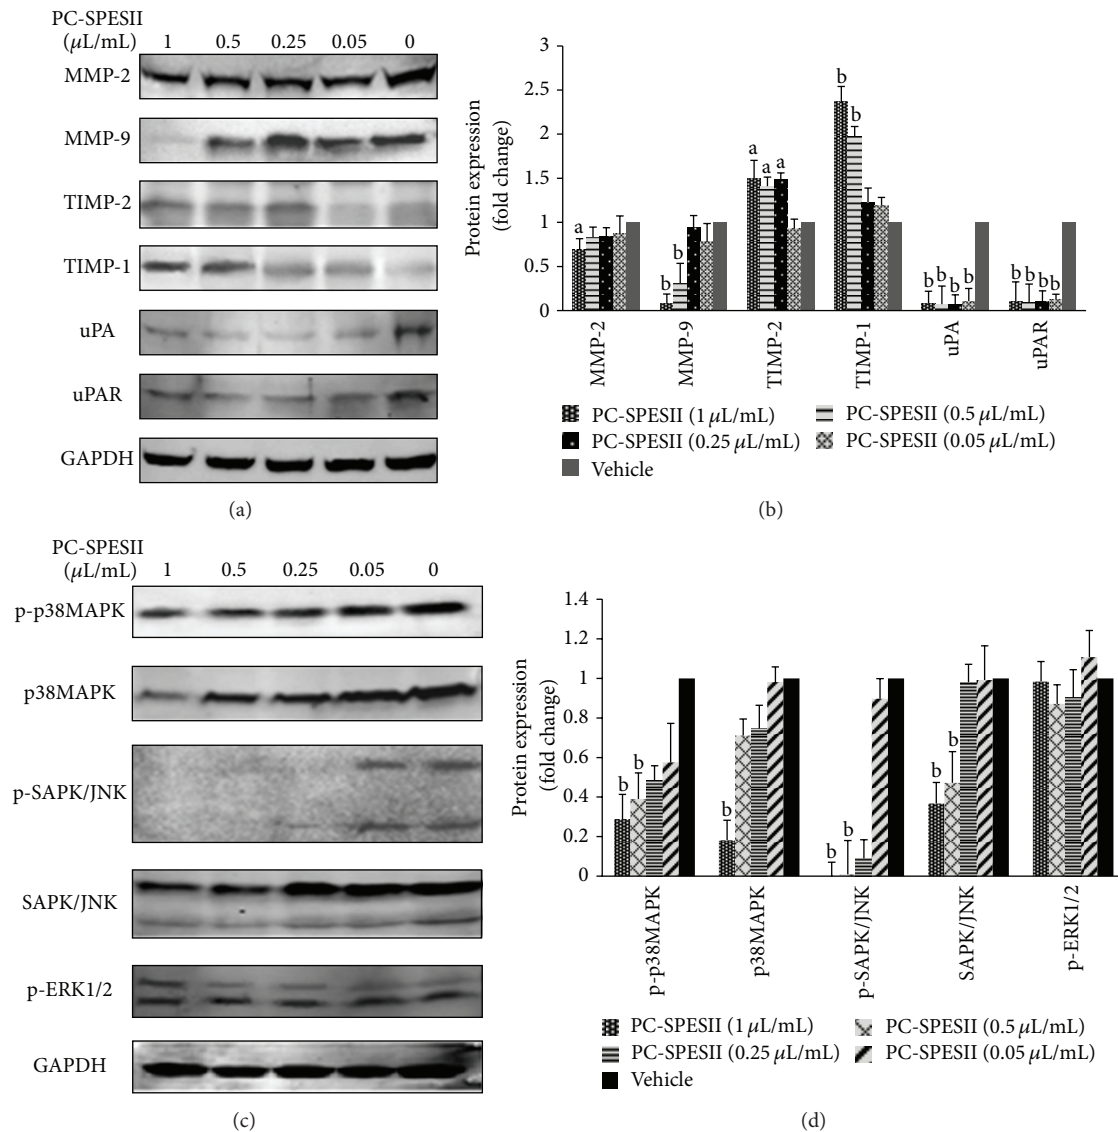 PC-SPESII
(μL/mL) 1 0.5 0.25 0.05 0
MMP-2
MMP-9
TIMP-2
TIMP-1
uPA
uPAR
GAPDH
(a)
Protein expression
(fold change)
3
2.5
2
1.5
1
0.5
0
a
b b
a a a
b b
b b b b
b b b b
MMP-2 MMP-9 TIMP-2 TIMP-1 uPA uPAR
PC-SPESII (1 μL/mL) PC-SPESII (0.5 μL/mL)
PC-SPESII (0.25 μL/mL) PC-SPESII (0.05 μL/mL)
Vehicle
(b)
PC-SPESII
(μL/mL) 1 0.5 0.25 0.05 0
p-p38MAPK
p38MAPK
p-SAPK/JNK
SAPK/JNK
p-ERK1/2
GAPDH
(c)
Protein expression
(fold change)
1.4
1.2
1
0.8
0.6
0.4
0.2
0
b b
b
b b
b b
p-p38MAPK p38MAPK p-SAPK/JNK SAPK/JNK p-ERK1/2
PC-SPESII (1 μL/mL) PC-SPESII (0.5 μL/mL)
PC-SPESII (0.25 μL/mL) PC-SPESII (0.05 μL/mL)
Vehicle
(d)